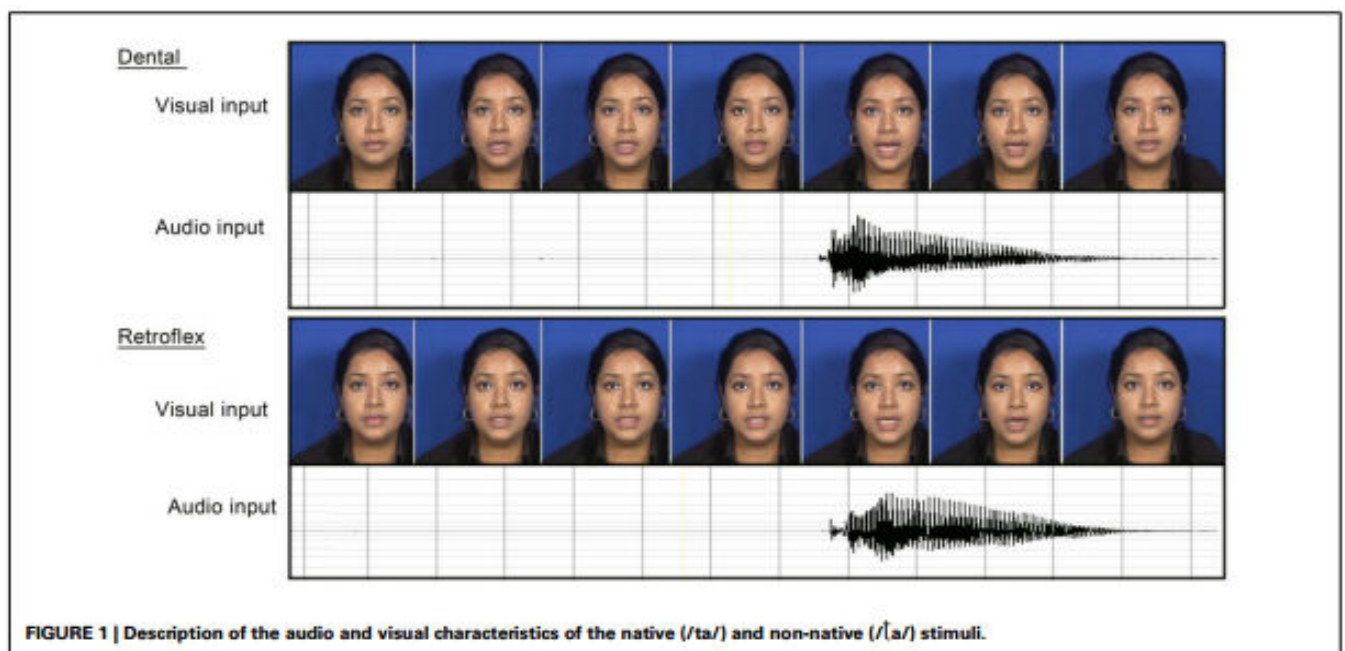 Dental
Visual input
Audio input
Retroflex
Visual input
Audio input
FIGURE 1 | Description of the audio and visual characteristics of the native (/ta/) and non-native (/ʈa/) stimuli.